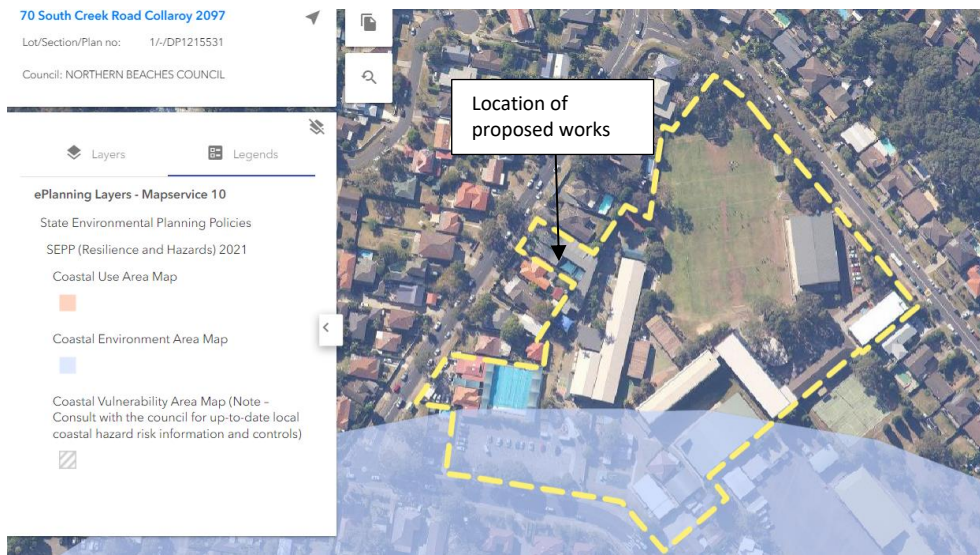 70 South Creek Road Collaroy 2097
Lot/Section/Plan no: 1/-/DP1215531
Council: NORTHERN BEACHES COUNCIL
Layers
Legends
ePlanning Layers - Mapservice 10
State Environmental Planning Policies
SEPP (Resilience and Hazards) 2021
Coastal Use Area Map
Coastal Environment Area Map
Coastal Vulnerability Area Map (Note –
Consult with the council for up-to-date local
coastal hazard risk information and controls)
Location of
proposed works